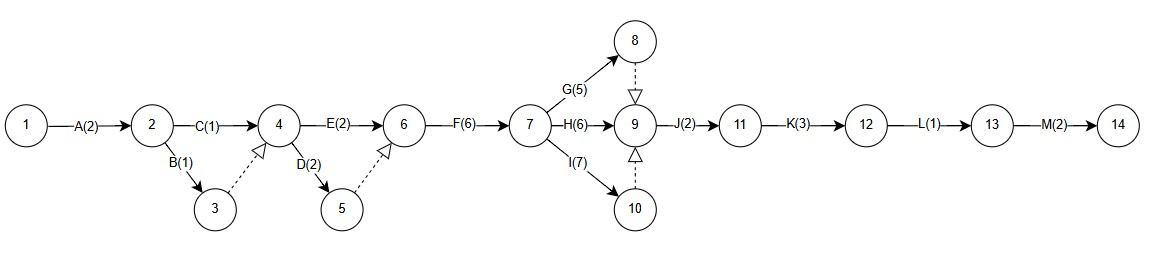 8
G(5)
1
A(2)
2
C(1)
4
E(2)
6
F(6)
7
H(6)
9
J(2)
11
K(3)
12
L(1)
13
M(2)
14
B(1)
D(2)
I(7)
3
5
10